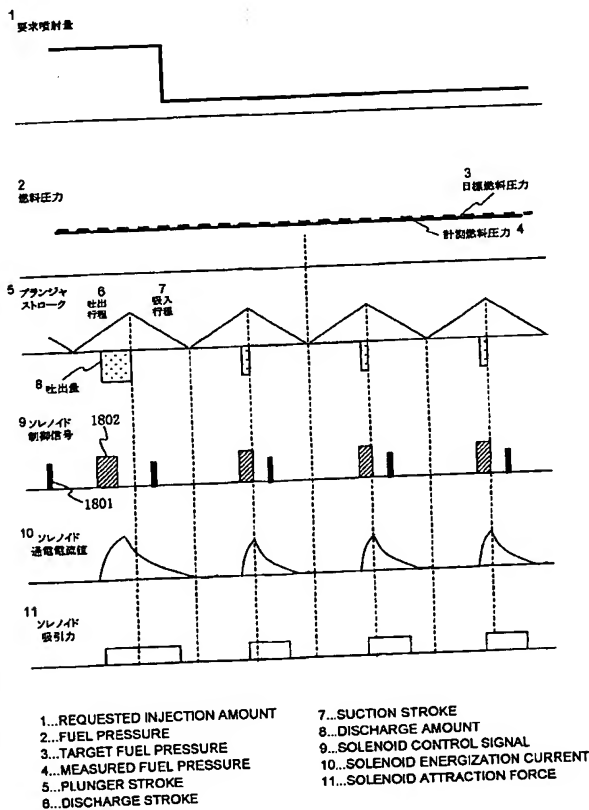 1 要求噴射量
2 燃料圧力
3 目標燃料圧力
計測燃料圧力 4
5 プランジャ
ストローク
6 吐出
行程
7 吸入
行程
8 吐出量
9 ソレノイド
制御信号
1802
1801
10 ソレノイド
通電電流値
11 ソレノイド
吸引力
1...REQUESTED INJECTION AMOUNT
2...FUEL PRESSURE
3...TARGET FUEL PRESSURE
4...MEASURED FUEL PRESSURE
5...PLUNGER STROKE
6...DISCHARGE STROKE
7...SUCTION STROKE
8...DISCHARGE AMOUNT
9...SOLENOID CONTROL SIGNAL
10...SOLENOID ENERGIZATION CURRENT
11...SOLENOID ATTRACTION FORCE